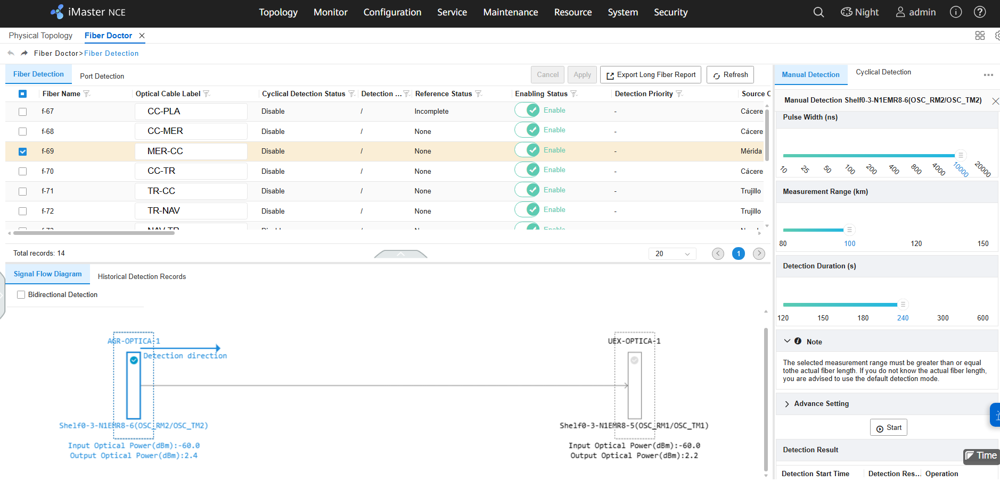 iMaster NCE
Topology Monitor Configuration Service Maintenance Resource System Security
Night admin
Physical Topology Fiber Doctor
Fiber Doctor>Fiber Detection
Fiber Detection Port Detection
Cancel Apply Export Long Fiber Report Refresh
Fiber Name Optical Cable Label Cyclical Detection Status Detection ... Reference Status Enabling Status Detection Priority Source C
f-67 CC-PLA Disable / Incomplete Enable - Cácere
f-68 CC-MER Disable / None Enable - Cácere
f-69 MER-CC Disable / None Enable - Mérida
f-70 CC-TR Disable / None Enable - Cácere
f-71 TR-CC Disable / None Enable - Trujillo
f-72 TR-NAV Disable / None Enable - Trujillo
f-73 NAV-TR Disable / None Enable
Total records: 14
20
1
Signal Flow Diagram Historical Detection Records
Bidirectional Detection
AGR-OPTICA-1
Detection direction
Shelf0-3-N1EMR8-6(OSC_RM2/OSC_TM2)
Input Optical Power(dBm):-60.0
Output Optical Power(dBm):2.4
UEX-OPTICA-1
Shelf0-3-N1EMR8-5(OSC_RM1/OSC_TM1)
Input Optical Power(dBm):-60.0
Output Optical Power(dBm):2.2
Manual Detection Cyclical Detection
Manual Detection Shelf0-3-N1EMR8-6(OSC_RM2/OSC_TM2)
Pulse Width (ns)
10 25 50 100 200 400 800 4000 10000 20000
Measurement Range (km)
80 100 120 150
Detection Duration (s)
120 150 180 240 300 600
Note
The selected measurement range must be greater than or equal
tothe actual fiber length. If you do not know the actual fiber length,
you are advised to use the default detection mode.
Advance Setting
Start
Detection Result
Time
Detection Start Time Detection Res... Operation